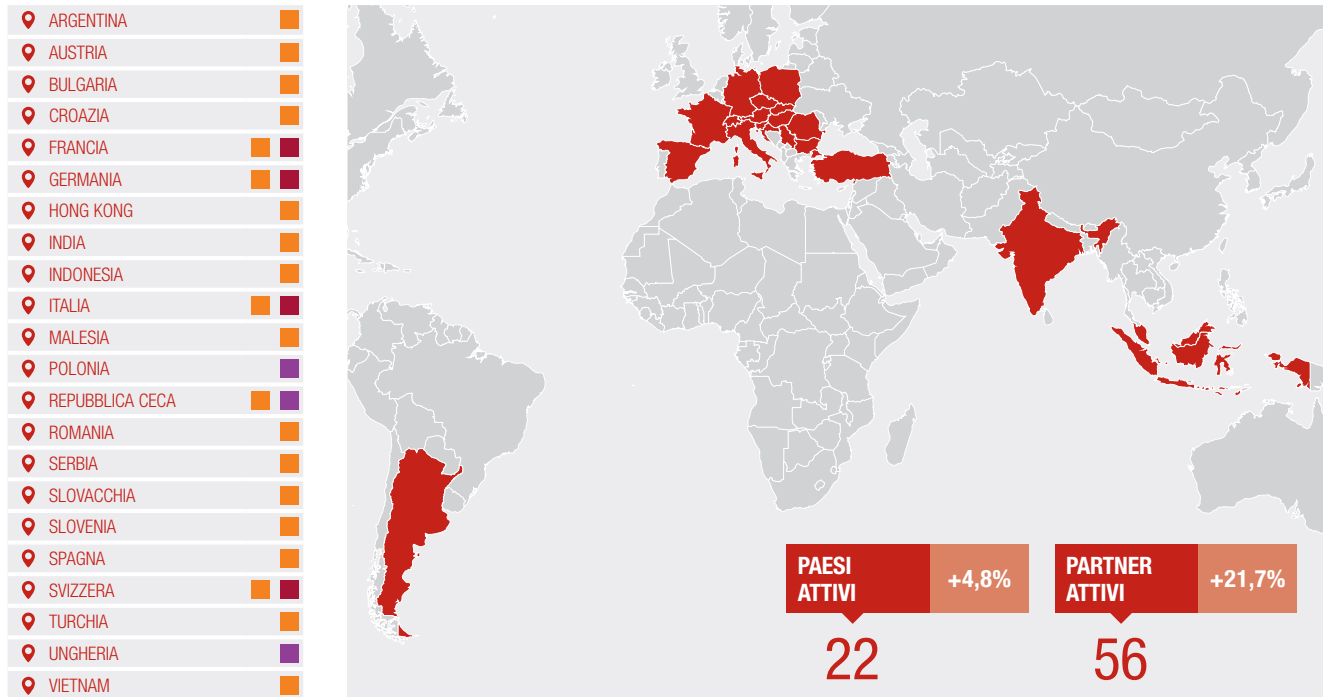 ARGENTINA
AUSTRIA
BULGARIA
CROAZIA
FRANCIA
GERMANIA
HONG KONG
INDIA
INDONESIA
ITALIA
MALESIA
POLONIA
REPUBBLICA CECA
ROMANIA
SERBIA
SLOVACCHIA
SLOVENIA
SPAGNA
SVIZZERA
TURCHIA
UNGHERIA
VIETNAM
PAESI
ATTIVI
+4,8%
22
PARTNER
ATTIVI
+21,7%
56